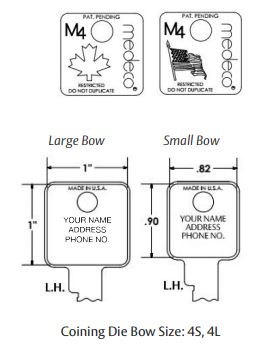 PAT. PENDING
M4
medeco®
RESTRICTED
DO NOT DUPLICATE
PAT. PENDING
M4
medeco®
RESTRICTED
DO NOT DUPLICATE
Large Bow
Small Bow
1"
.82
MADE IN U.S.A.
MADE IN U.S.A.
1"
YOUR NAME
ADDRESS
PHONE NO.
.90
YOUR NAME
ADDRESS
PHONE NO.
L.H.
L.H.
Coining Die Bow Size: 4S, 4L